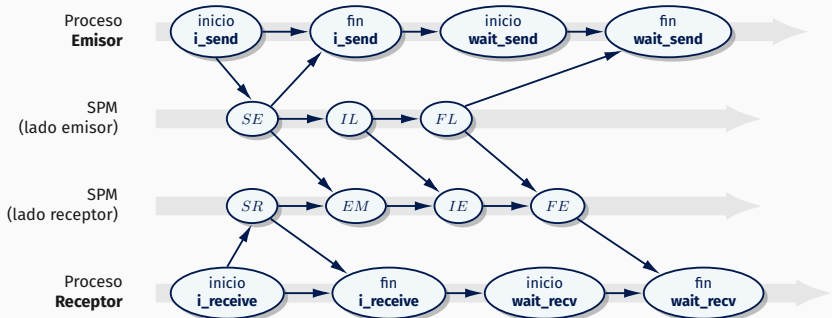 Proceso
Emisor
inicio
i_send
fin
i_send
inicio
wait_send
fin
wait_send
SPM
(lado emisor)
SE
IL
FL
SPM
(lado receptor)
SR
EM
IE
FE
Proceso
Receptor
inicio
i_receive
fin
i_receive
inicio
wait_recv
fin
wait_recv